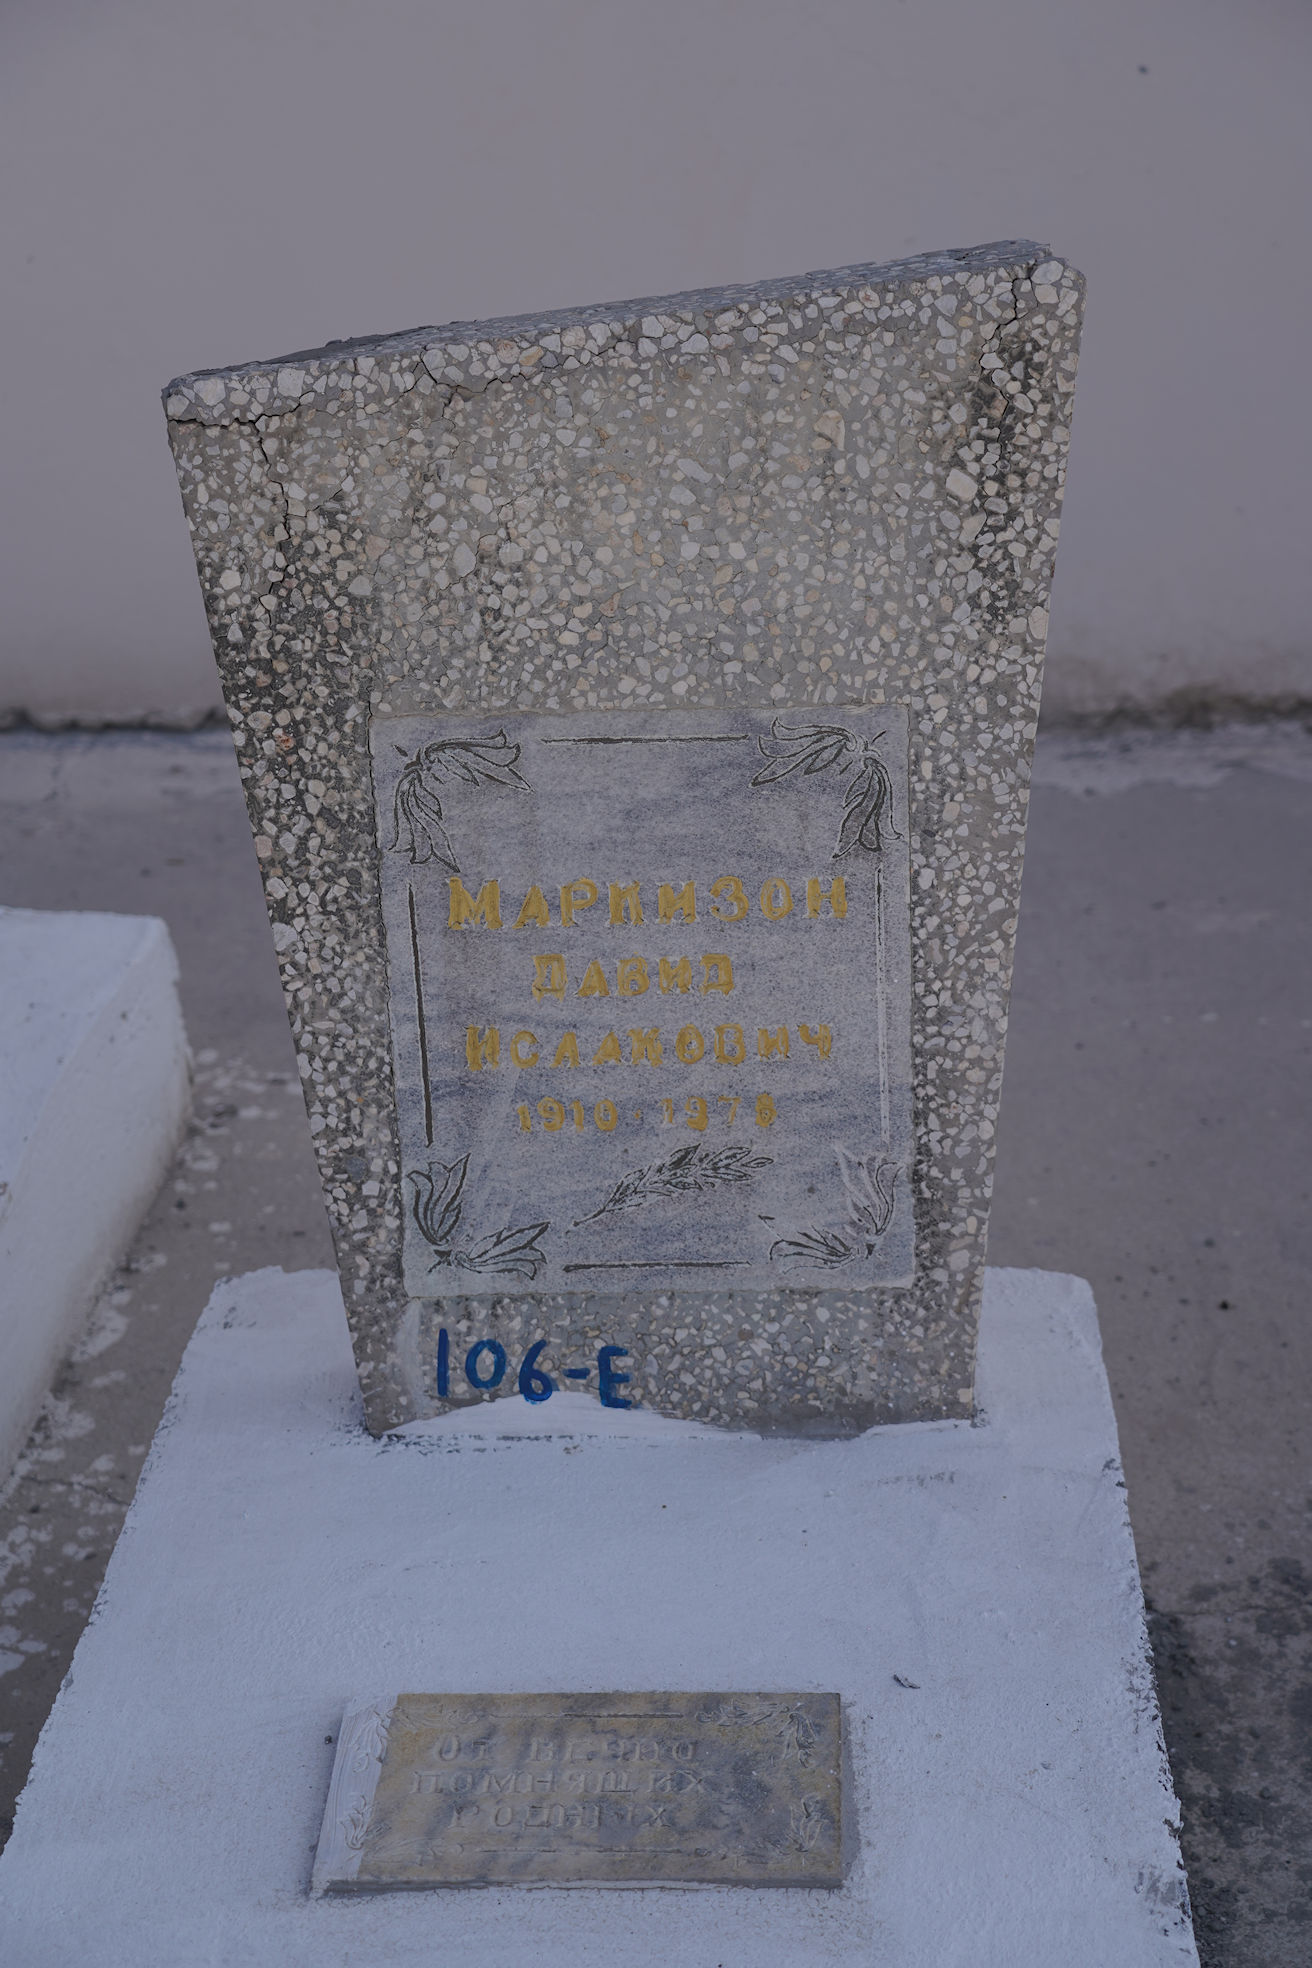 МАРКИЗОН
ДАВИД
ИСААКОВИЧ
1910 · 1978
106-E
ОТ ВЕЧНО
ПОМНЯЩИХ
РОДНЫХ